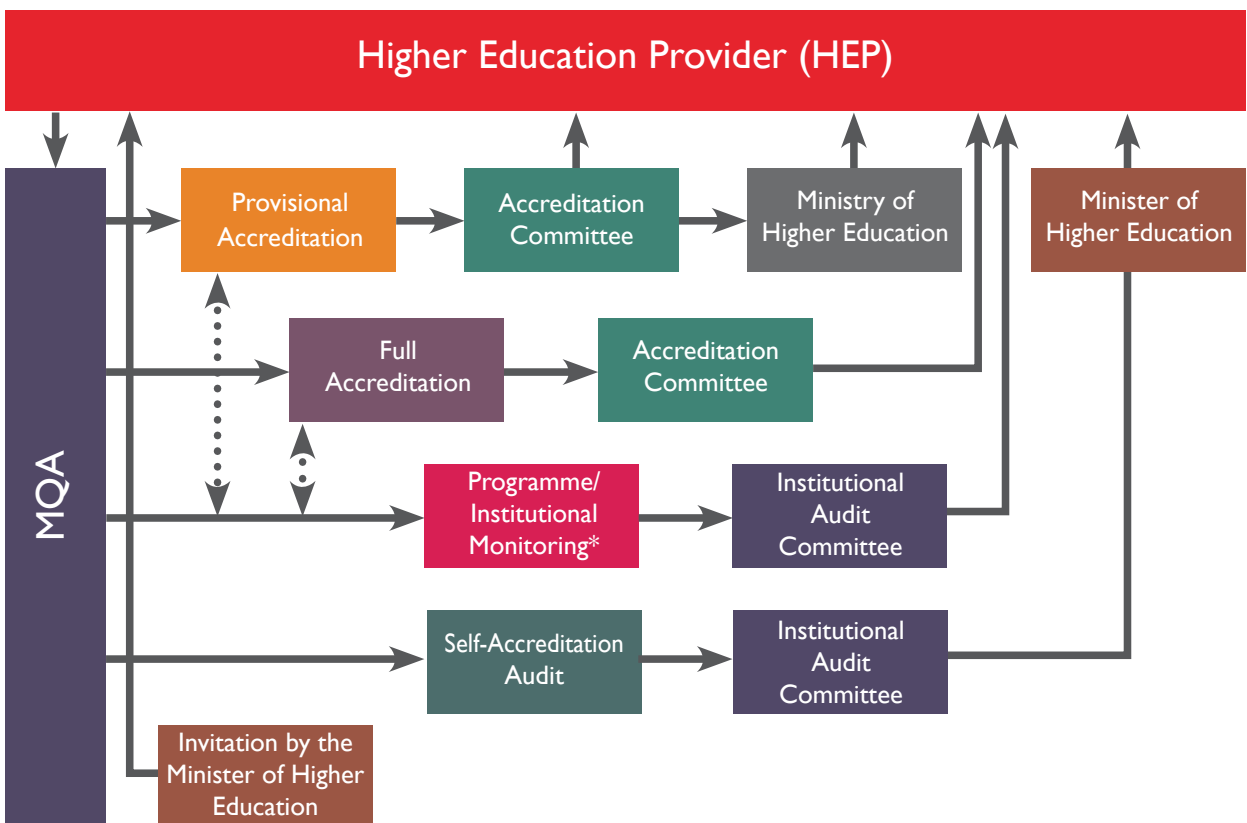 Higher Education Provider (HEP)
MQA
Provisional
Accreditation
Accreditation
Committee
Ministry of
Higher Education
Minister of
Higher Education
Full
Accreditation
Accreditation
Committee
Programme/
Institutional
Monitoring*
Institutional
Audit
Committee
Self-Accreditation
Audit
Institutional
Audit
Committee
Invitation by the
Minister of Higher
Education